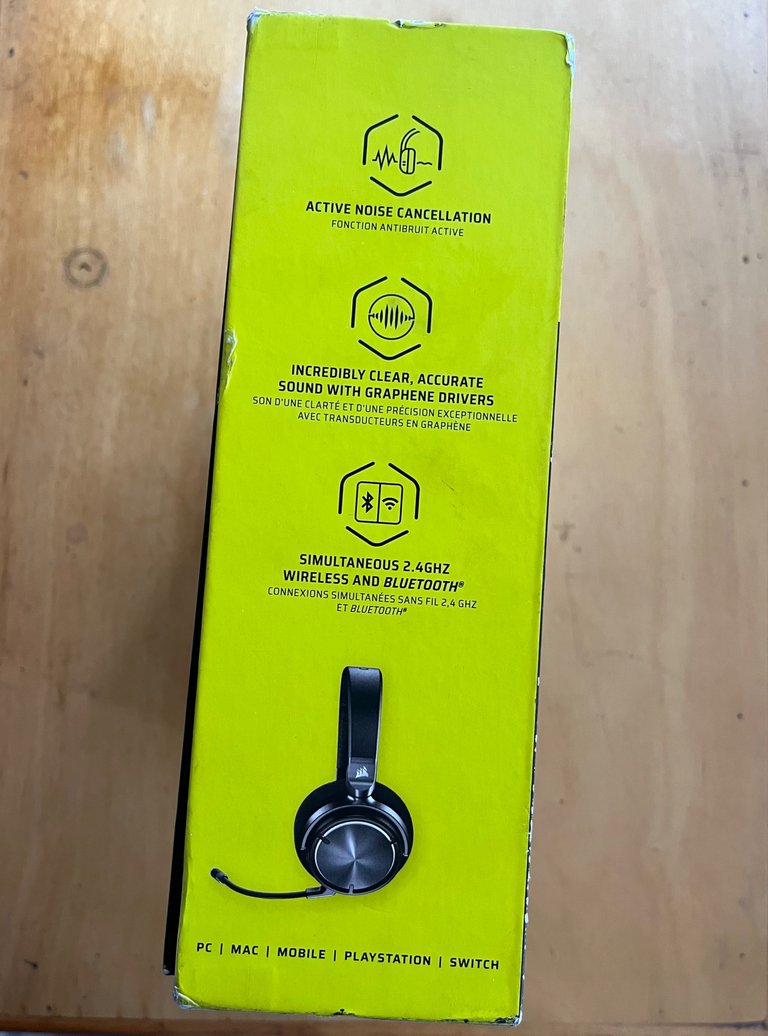 ACTIVE NOISE CANCELLATION
FONCTION ANTIBRUIT ACTIVE
INCREDIBLY CLEAR, ACCURATE
SOUND WITH GRAPHENE DRIVERS
SON D'UNE CLARTÉ ET D'UNE PRÉCISION EXCEPTIONNELLE
AVEC TRANSDUCTEURS EN GRAPHÈNE
SIMULTANEOUS 2.4GHZ
WIRELESS AND BLUETOOTH®
CONNEXIONS SIMULTANÉES SANS FIL 2,4 GHZ
ET BLUETOOTH®
PC | MAC | MOBILE | PLAYSTATION | SWITCH